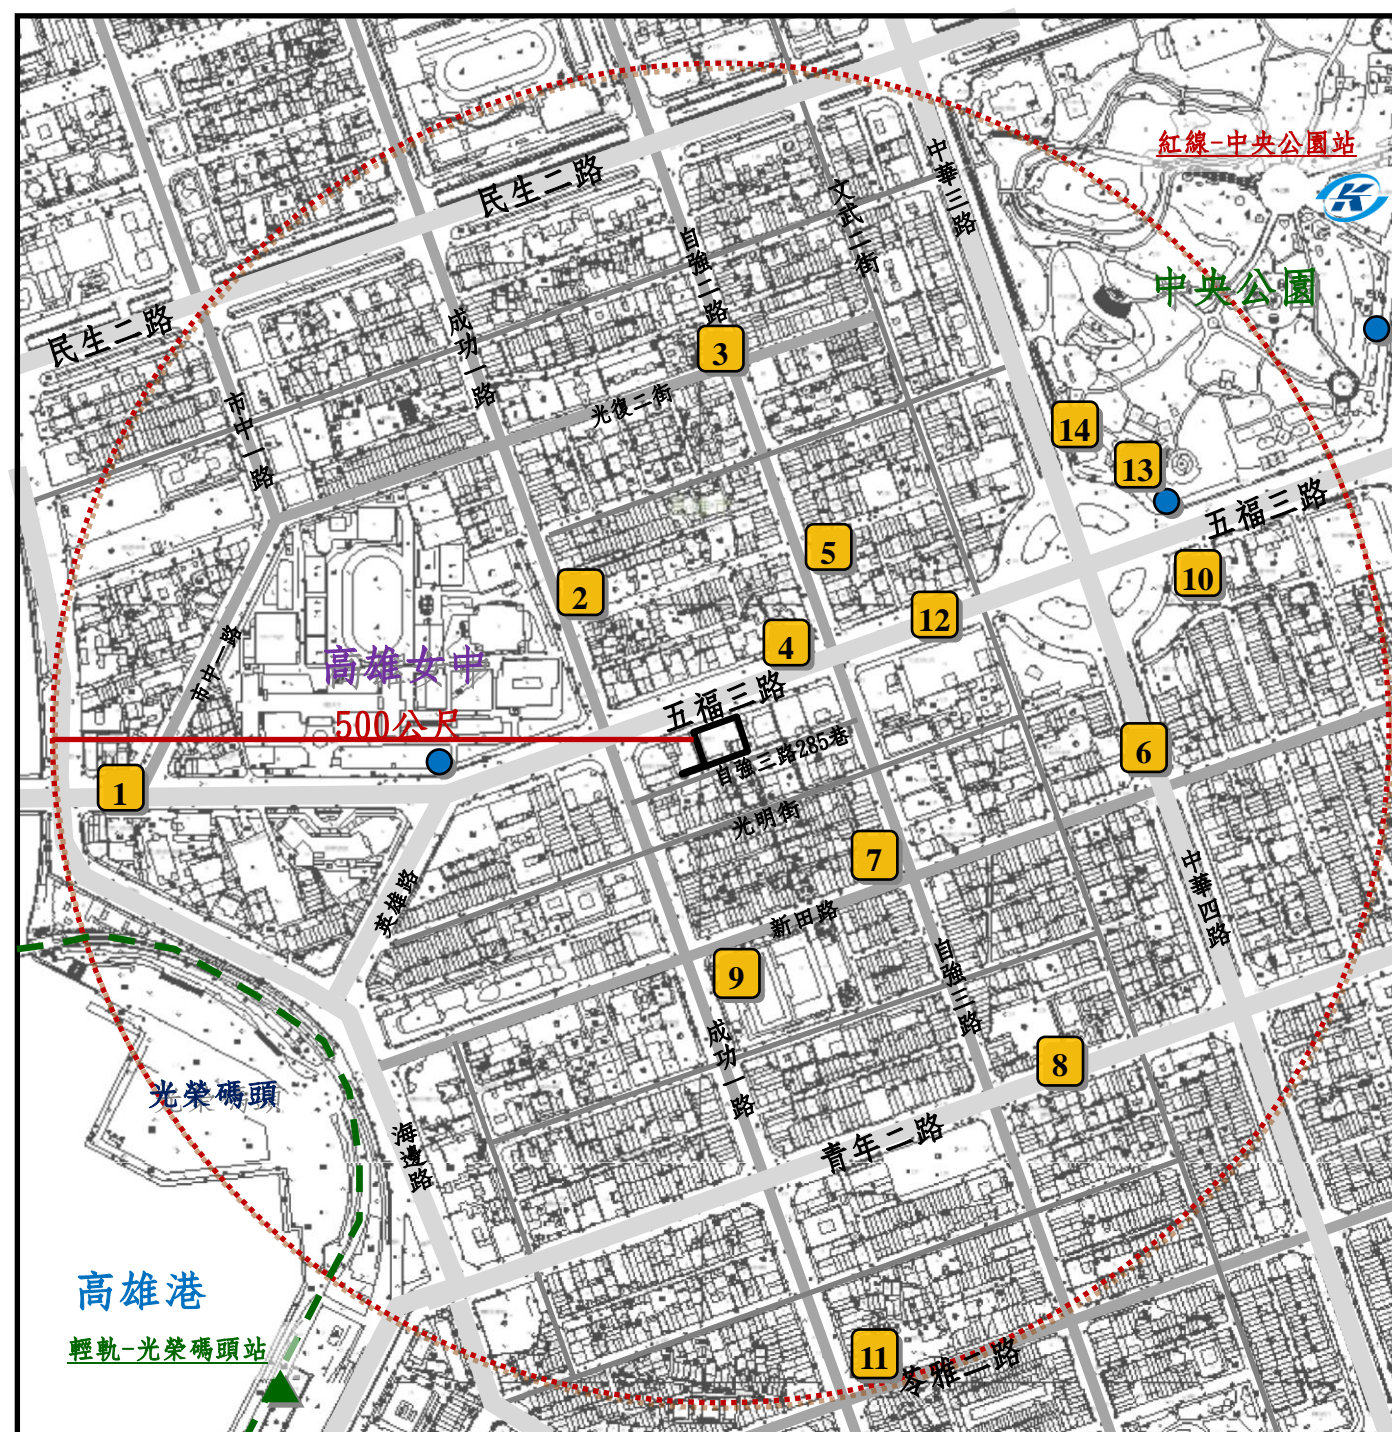 紅線-中央公園站
中華三路
民生二路
文武二街
自強二路
中央公園
民生二路
成功一路
3
光復二街
市中一路
14
13
五福三路
5
10
2
12
市中一路
高雄女中
4
五福三路
500公尺
6
自強三路285巷
1
光明街
7
中華四路
英雄路
新田路
自強三路
9
成功一路
8
光榮碼頭
海邊路
青年二路
高雄港
輕軌-光榮碼頭站
11
苓雅二路